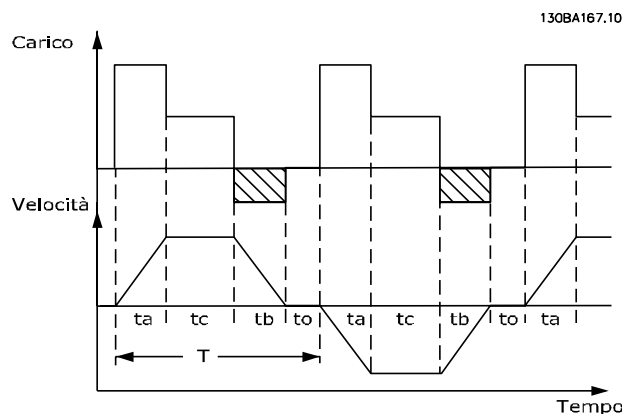 130BA167.10
Carico
Velocità
ta tc tb to ta tc tb to ta
T
Tempo